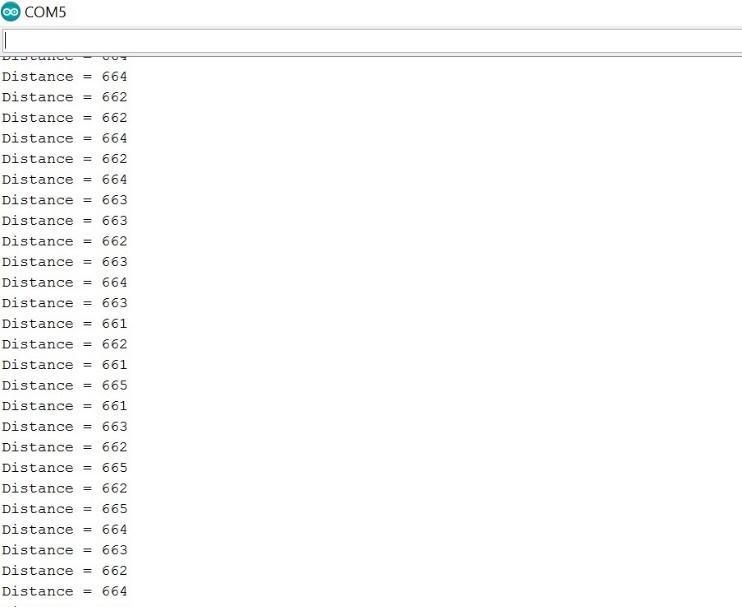 COM5
Distance = 664
Distance = 664
Distance = 662
Distance = 662
Distance = 664
Distance = 662
Distance = 664
Distance = 663
Distance = 663
Distance = 662
Distance = 663
Distance = 664
Distance = 663
Distance = 661
Distance = 662
Distance = 661
Distance = 665
Distance = 661
Distance = 663
Distance = 662
Distance = 665
Distance = 662
Distance = 665
Distance = 664
Distance = 663
Distance = 662
Distance = 664